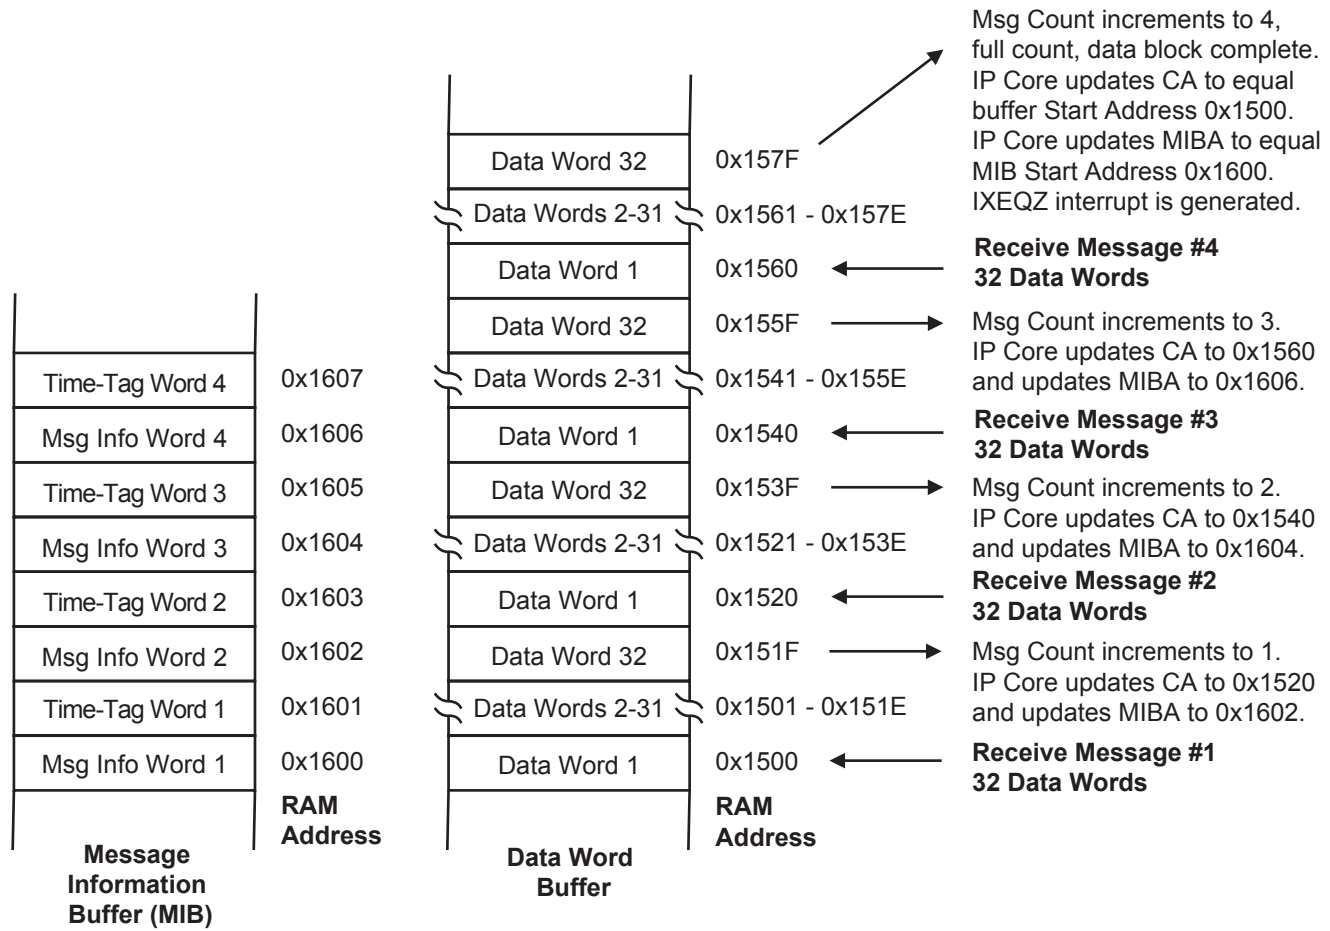 Msg Count increments to 4,
full count, data block complete.
IP Core updates CA to equal
buffer Start Address 0x1500.
IP Core updates MIBA to equal
MIB Start Address 0x1600.
IXEQZ interrupt is generated.
Data Word 32
0x157F
Data Words 2-31
0x1561 - 0x157E
Data Word 1
0x1560
Receive Message #4
32 Data Words
Data Word 32
0x155F
Msg Count increments to 3.
IP Core updates CA to 0x1560
and updates MIBA to 0x1606.
Time-Tag Word 4
0x1607
Data Words 2-31
0x1541 - 0x155E
Msg Info Word 4
0x1606
Data Word 1
0x1540
Receive Message #3
32 Data Words
Time-Tag Word 3
0x1605
Data Word 32
0x153F
Msg Count increments to 2.
IP Core updates CA to 0x1540
and updates MIBA to 0x1604.
Msg Info Word 3
0x1604
Data Words 2-31
0x1521 - 0x153E
Time-Tag Word 2
0x1603
Data Word 1
0x1520
Receive Message #2
32 Data Words
Msg Info Word 2
0x1602
Data Word 32
0x151F
Msg Count increments to 1.
IP Core updates CA to 0x1520
and updates MIBA to 0x1602.
Time-Tag Word 1
0x1601
Data Words 2-31
0x1501 - 0x151E
Msg Info Word 1
0x1600
Data Word 1
0x1500
Receive Message #1
32 Data Words
RAM
Address
RAM
Address
Message
Information
Buffer (MIB)
Data Word
Buffer